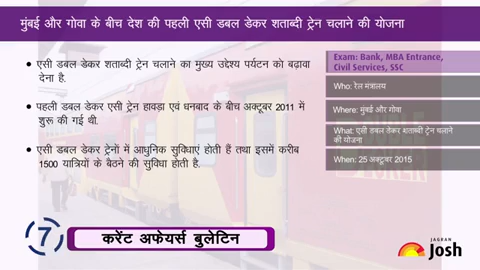 मुंबई और गोवा के बीच देश की पहली एसी डबल डेकर शताब्दी ट्रेन चलाने की योजना
• एसी डबल डेकर शताब्दी ट्रेन चलाने का मुख्य उद्देश्य पर्यटन को बढ़ावा
देना है.
• पहली डबल डेकर एसी ट्रेन हावड़ा एवं धनबाद के बीच अक्टूबर 2011 में
शुरू की गई थी.
• एसी डबल डेकर ट्रेनों में आधुनिक सुविधाएं होती हैं तथा इसमें करीब
1500 यात्रियों के बैठने की सुविधा होती है.
Exam: Bank, MBA Entrance,
Civil Services, SSC
Who: रेल मंत्रालय
Where: मुंबई और गोवा
What: एसी डबल डेकर शताब्दी ट्रेन चलाने
की योजना
When: 25 अक्टूबर 2015
7
करेंट अफेयर्स बुलेटिन
JAGRAN
Josh